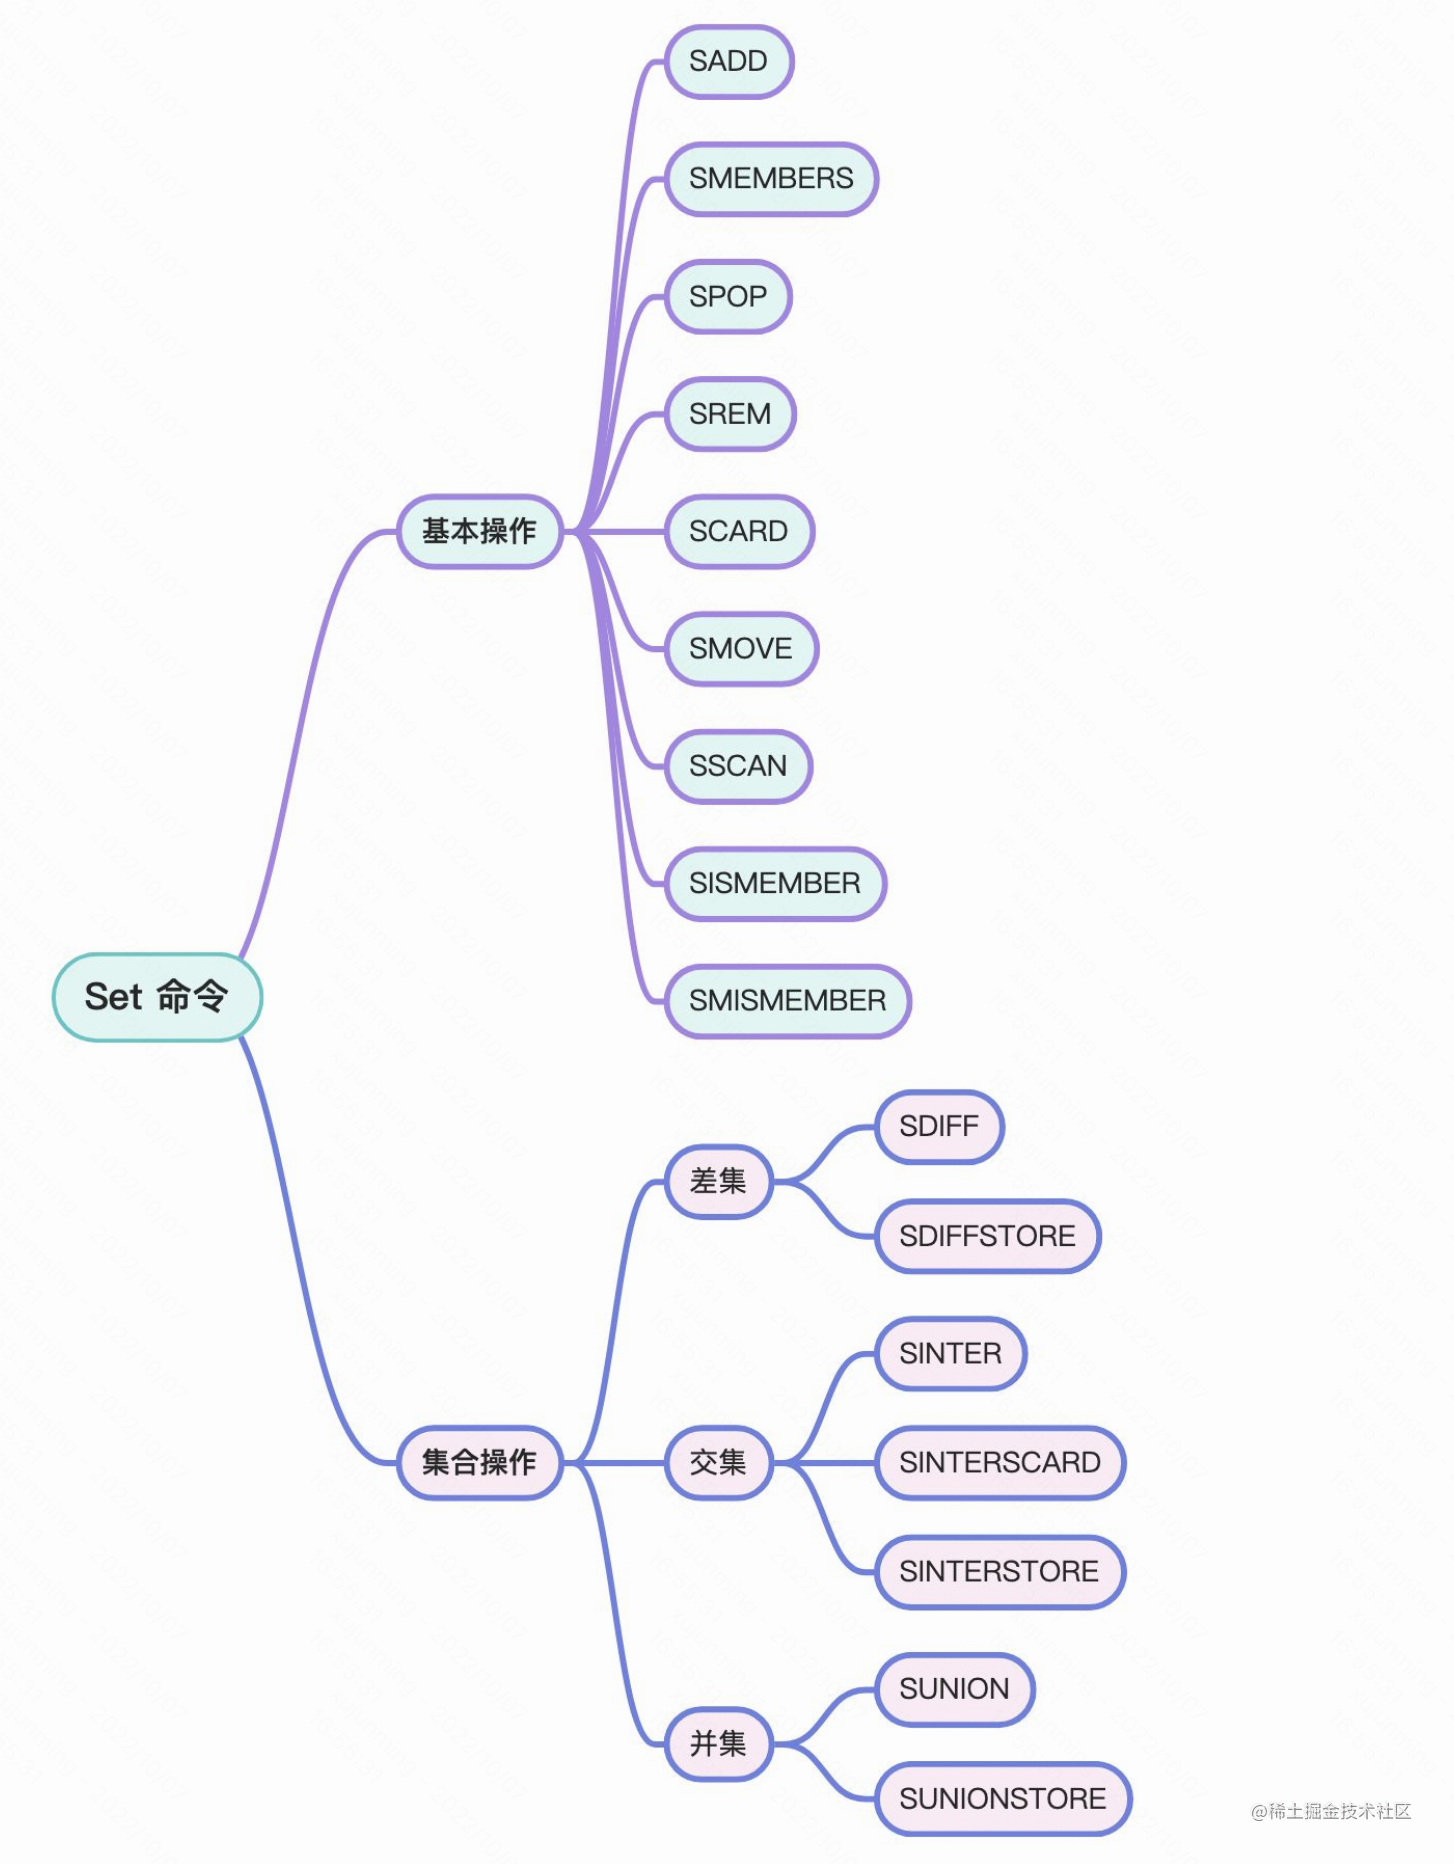 Set 命令
基本操作
SADD
SMEMBERS
SPOP
SREM
SCARD
SMOVE
SSCAN
SISMEMBER
SMISMEMBER
集合操作
差集
SDIFF
SDIFFSTORE
交集
SINTER
SINTERSCARD
SINTERSTORE
并集
SUNION
SUNIONSTORE
@稀土掘金技术社区